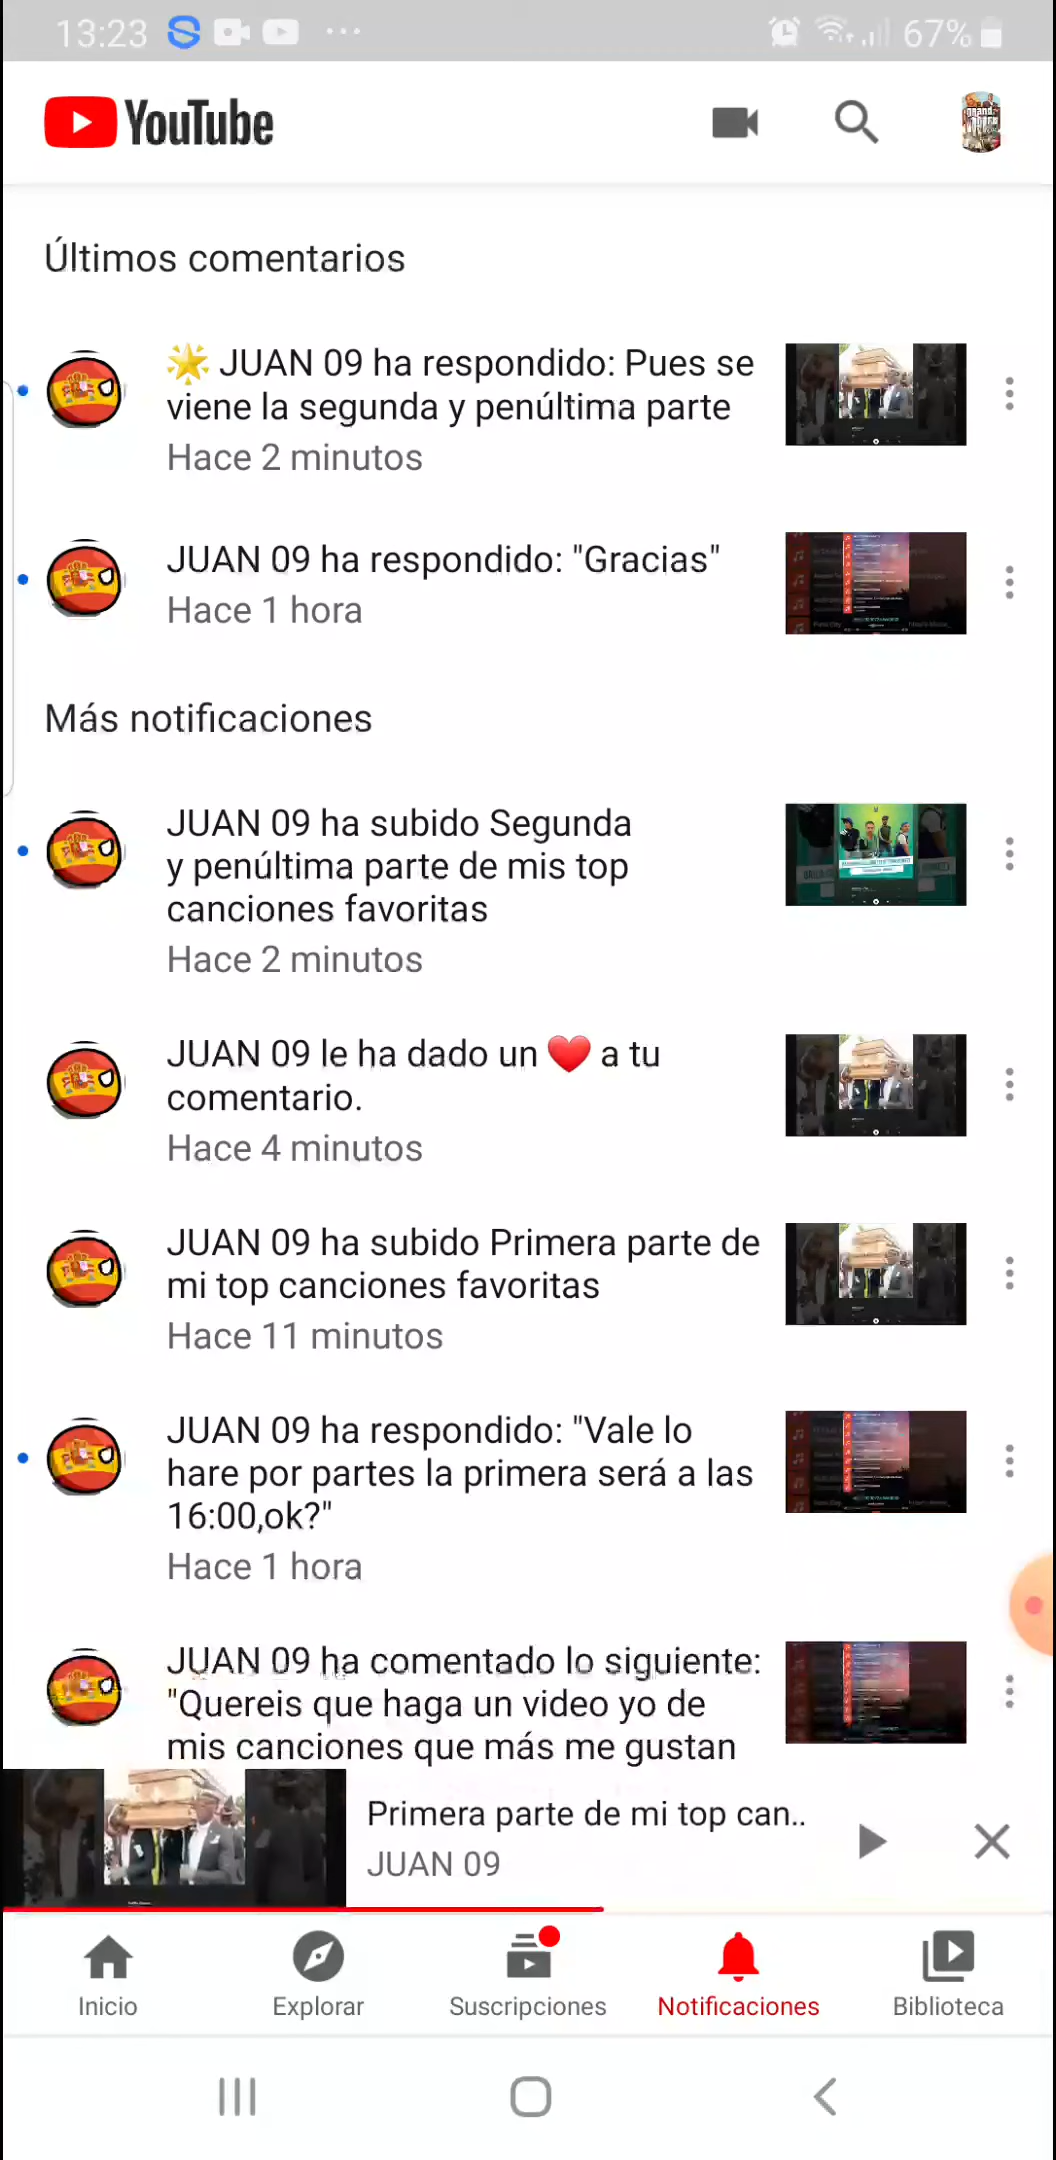 13:23
67%
YouTube
Últimos comentarios
🌟 JUAN 09 ha respondido: Pues se
viene la segunda y penúltima parte
Hace 2 minutos
JUAN 09 ha respondido: "Gracias"
Hace 1 hora
Más notificaciones
JUAN 09 ha subido Segunda
y penúltima parte de mis top
canciones favoritas
Hace 2 minutos
JUAN 09 le ha dado un ❤️ a tu
comentario.
Hace 4 minutos
JUAN 09 ha subido Primera parte de
mi top canciones favoritas
Hace 11 minutos
JUAN 09 ha respondido: "Vale lo
hare por partes la primera será a las
16:00,ok?"
Hace 1 hora
JUAN 09 ha comentado lo siguiente:
"Quereis que haga un video yo de
mis canciones que más me gustan
Primera parte de mi top can..
JUAN 09
Inicio
Explorar
Suscripciones
Notificaciones
Biblioteca